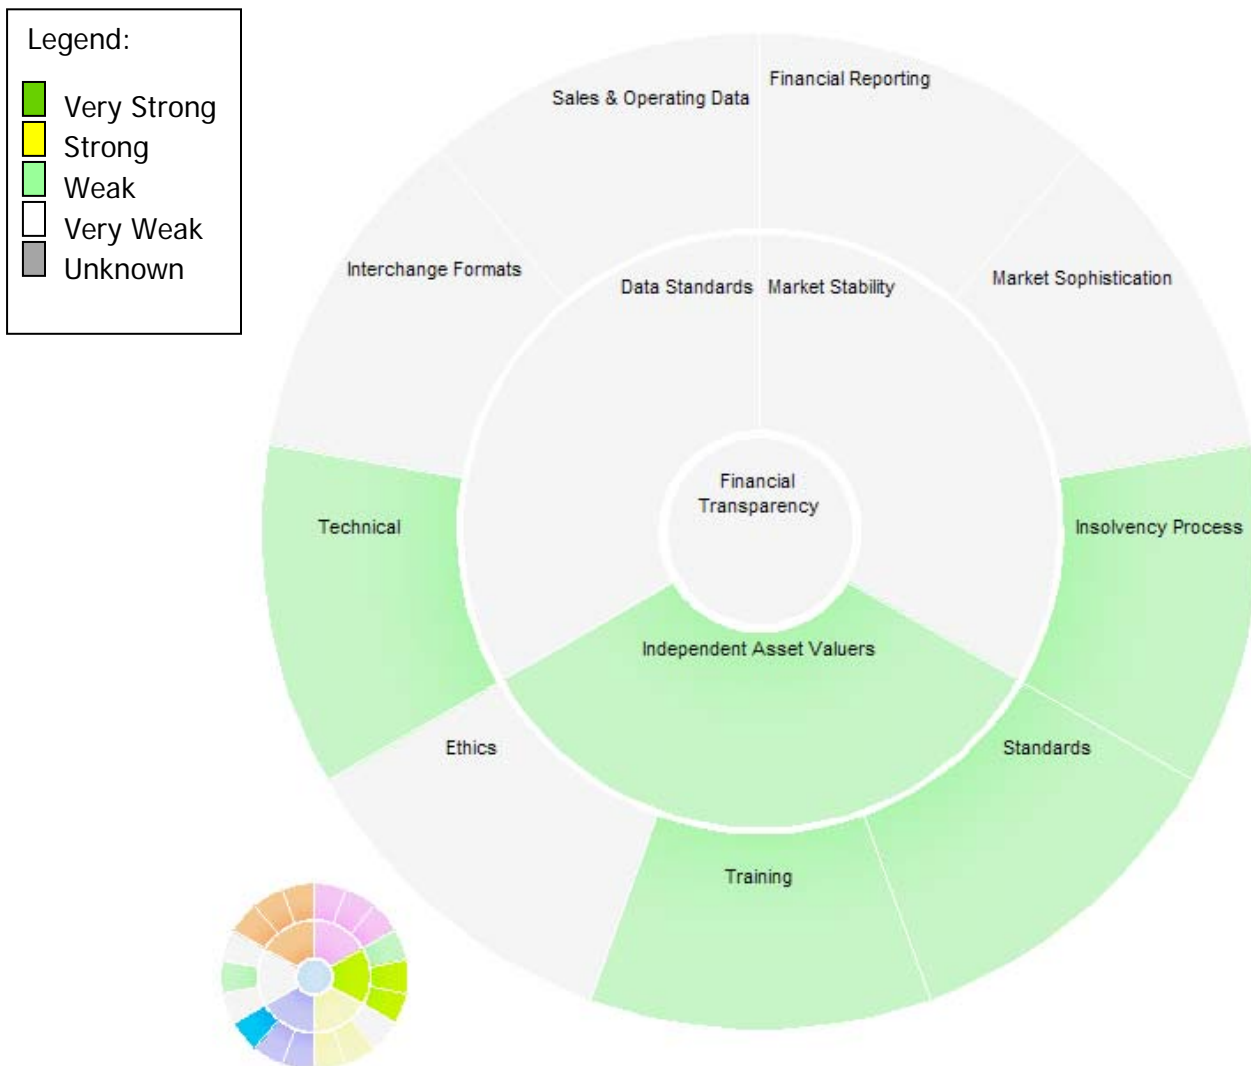 Legend:
Very Strong
Strong
Weak
Very Weak
Unknown
Financial Reporting
Sales & Operating Data
Interchange Formats
Market Sophistication
Data Standards
Market Stability
Financial
Transparency
Technical
Insolvency Process
Independent Asset Valuers
Ethics
Standards
Training